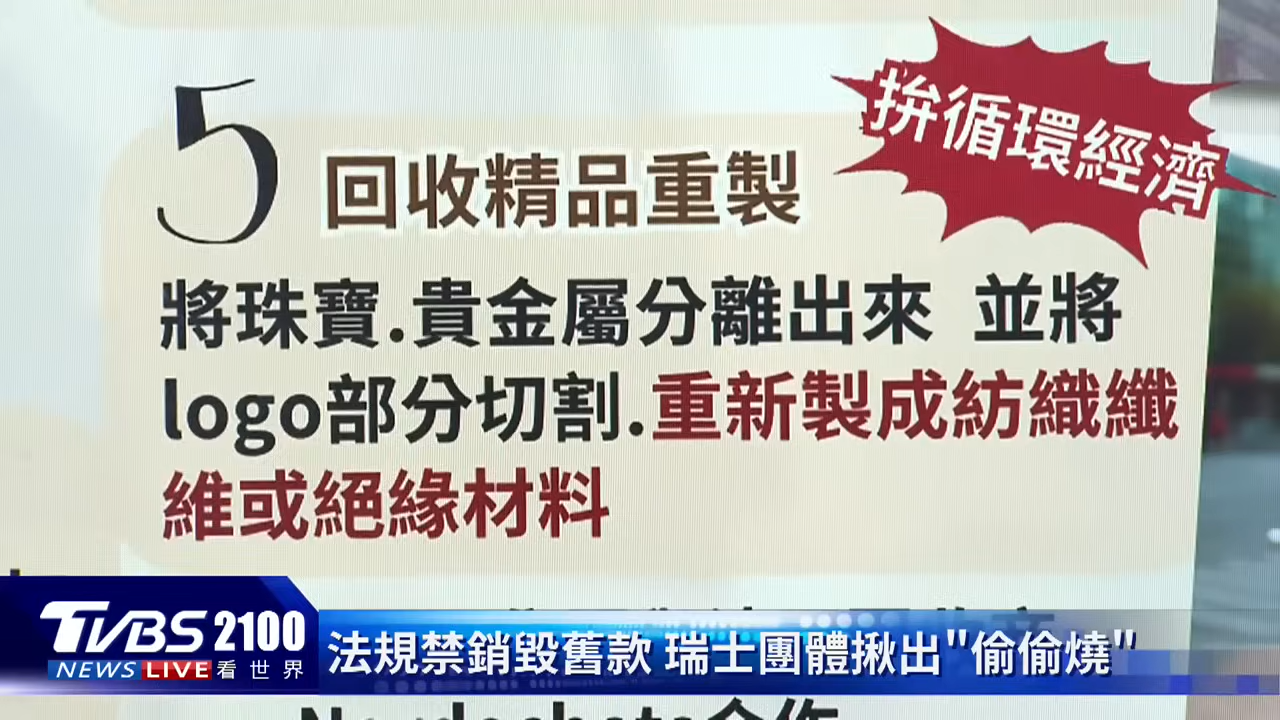 拚循環經濟
5
回收精品重製
將珠寶.貴金屬分離出來 並將
logo部分切割.重新製成紡織纖
維或絕緣材料
TVBS 2100
NEWS LIVE 看世界
法規禁銷毀舊款 瑞士團體揪出"偷偷燒"